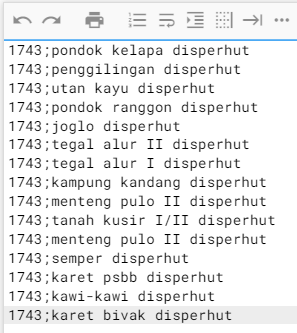 1743;pondok kelapa disperhut
1743;penggilingan disperhut
1743;utan kayu disperhut
1743;pondok ranggon disperhut
1743;joglo disperhut
1743;tegal alur II disperhut
1743;tegal alur I disperhut
1743;kampung kandang disperhut
1743;menteng pulo II disperhut
1743;tanah kusir I/II disperhut
1743;menteng pulo II disperhut
1743;semper disperhut
1743;karet psbb disperhut
1743;kawi-kawi disperhut
1743;karet bivak disperhut